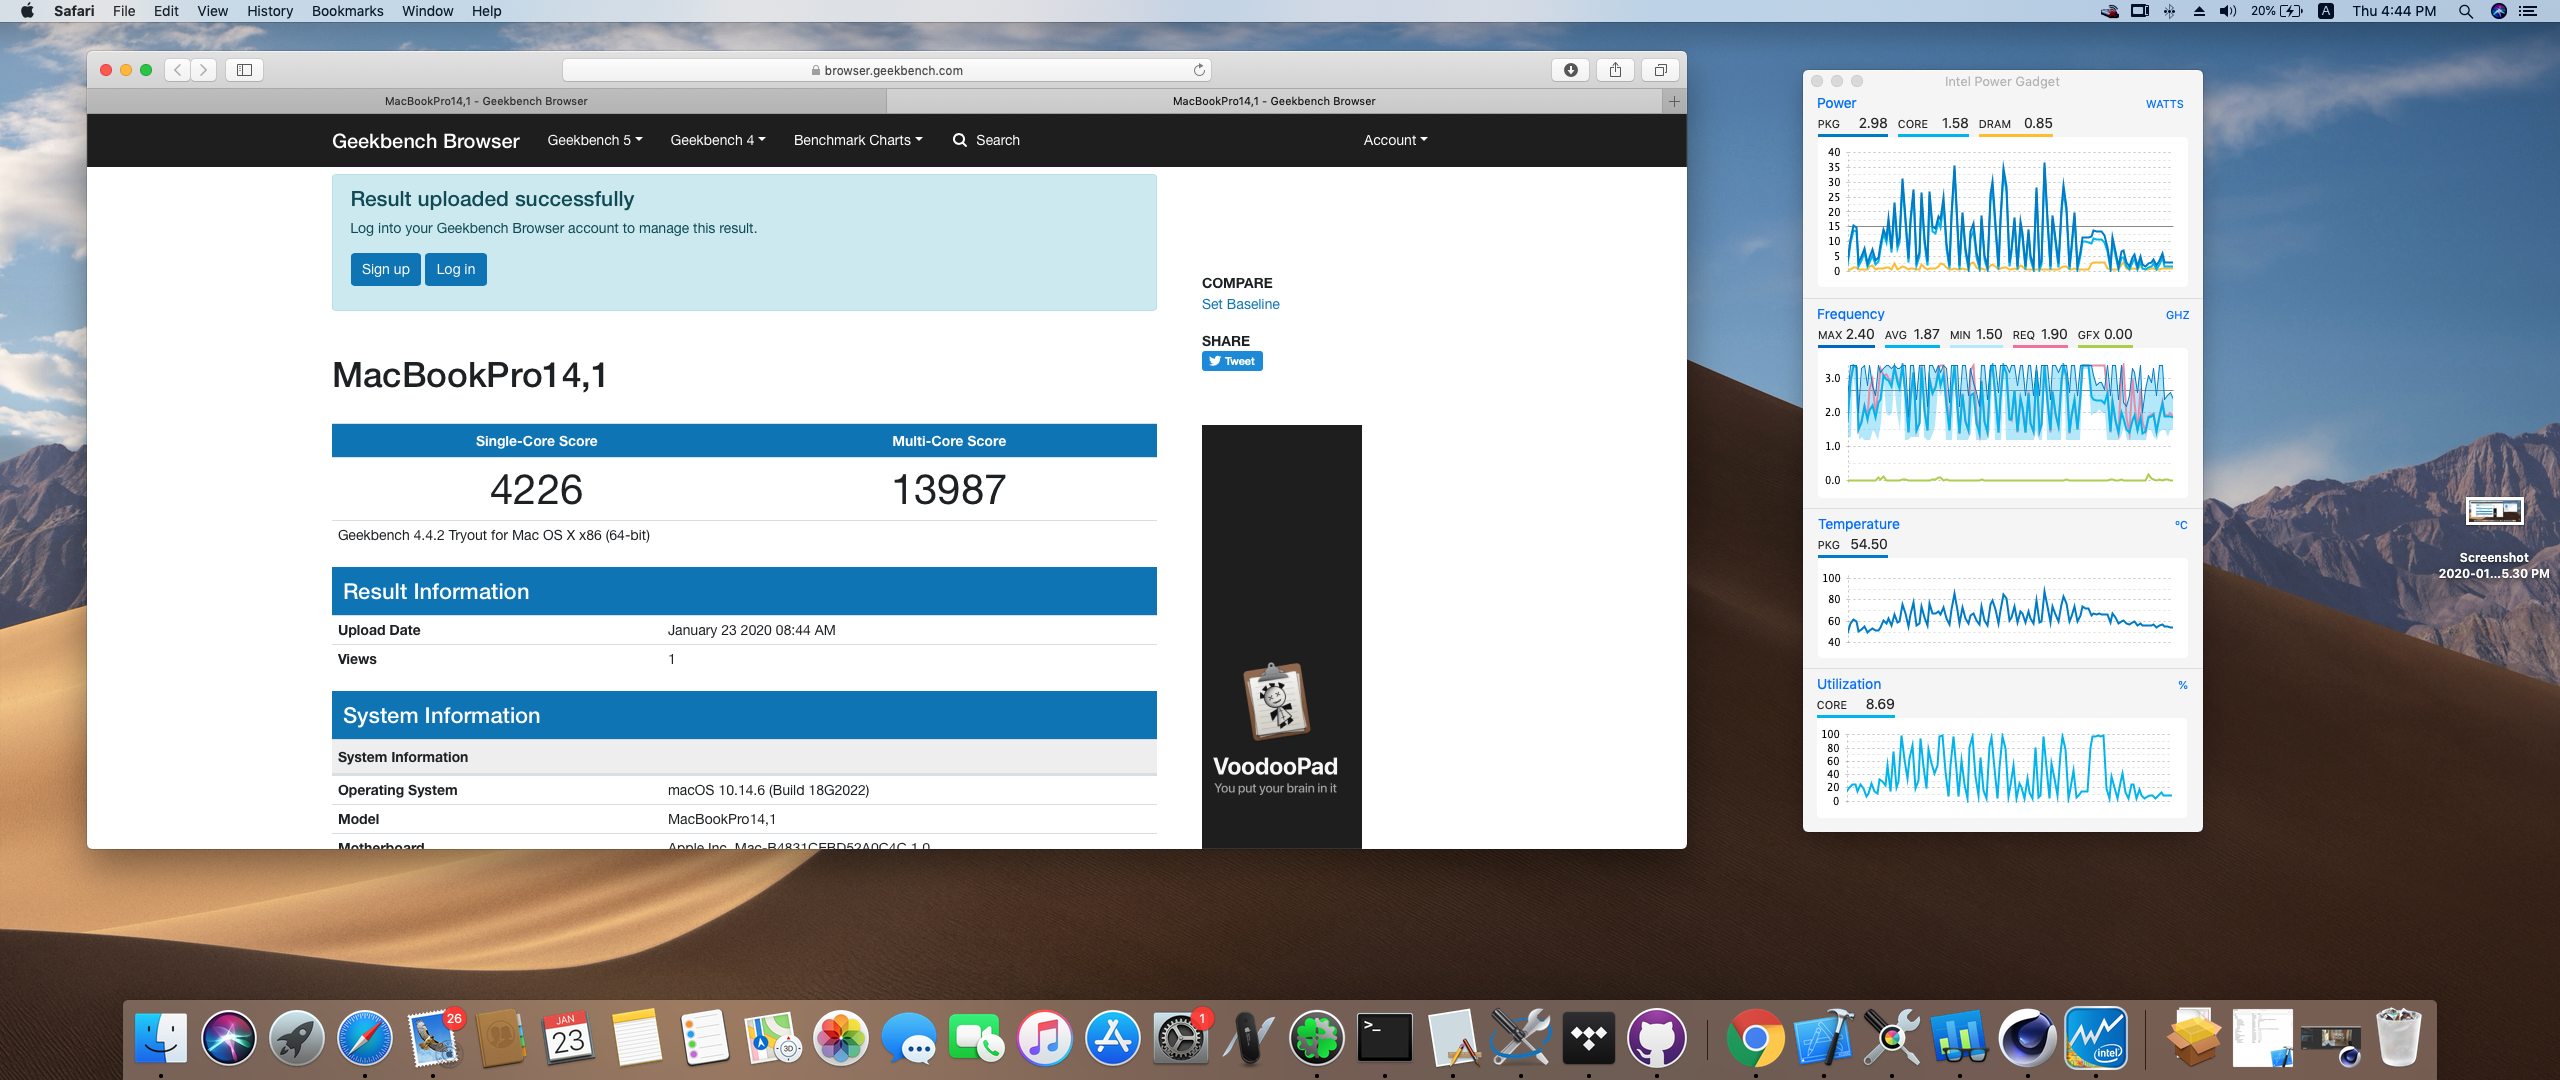 Safari File Edit View History Bookmarks Window Help
20% A Thu 4:44 PM
browser.geekbench.com
MacBookPro14,1 - Geekbench Browser
MacBookPro14,1 - Geekbench Browser
Geekbench Browser Geekbench 5 Geekbench 4 Benchmark Charts Search Account
Result uploaded successfully
Log into your Geekbench Browser account to manage this result.
Sign up Log in
MacBookPro14,1
Single-Core Score Multi-Core Score
4226 13987
Geekbench 4.4.2 Tryout for Mac OS X x86 (64-bit)
Result Information
Upload Date January 23 2020 08:44 AM
Views 1
System Information
System Information
Operating System macOS 10.14.6 (Build 18G2022)
Model MacBookPro14,1
COMPARE
Set Baseline
SHARE
Tweet
VoodooPad
You put your brain in it
Intel Power Gadget
Power WATTS
PKG 2.98 CORE 1.58 DRAM 0.85
40
35
30
25
20
15
10
5
0
Frequency GHZ
MAX 2.40 AVG 1.87 MIN 1.50 REQ 1.90 GFX 0.00
3.0
2.0
1.0
0.0
Temperature °C
PKG 54.50
100
80
60
40
Utilization %
CORE 8.69
100
80
60
40
20
0
Screenshot
2020-01...5.30 PM
26
JAN
23
3D
1
>_
intel